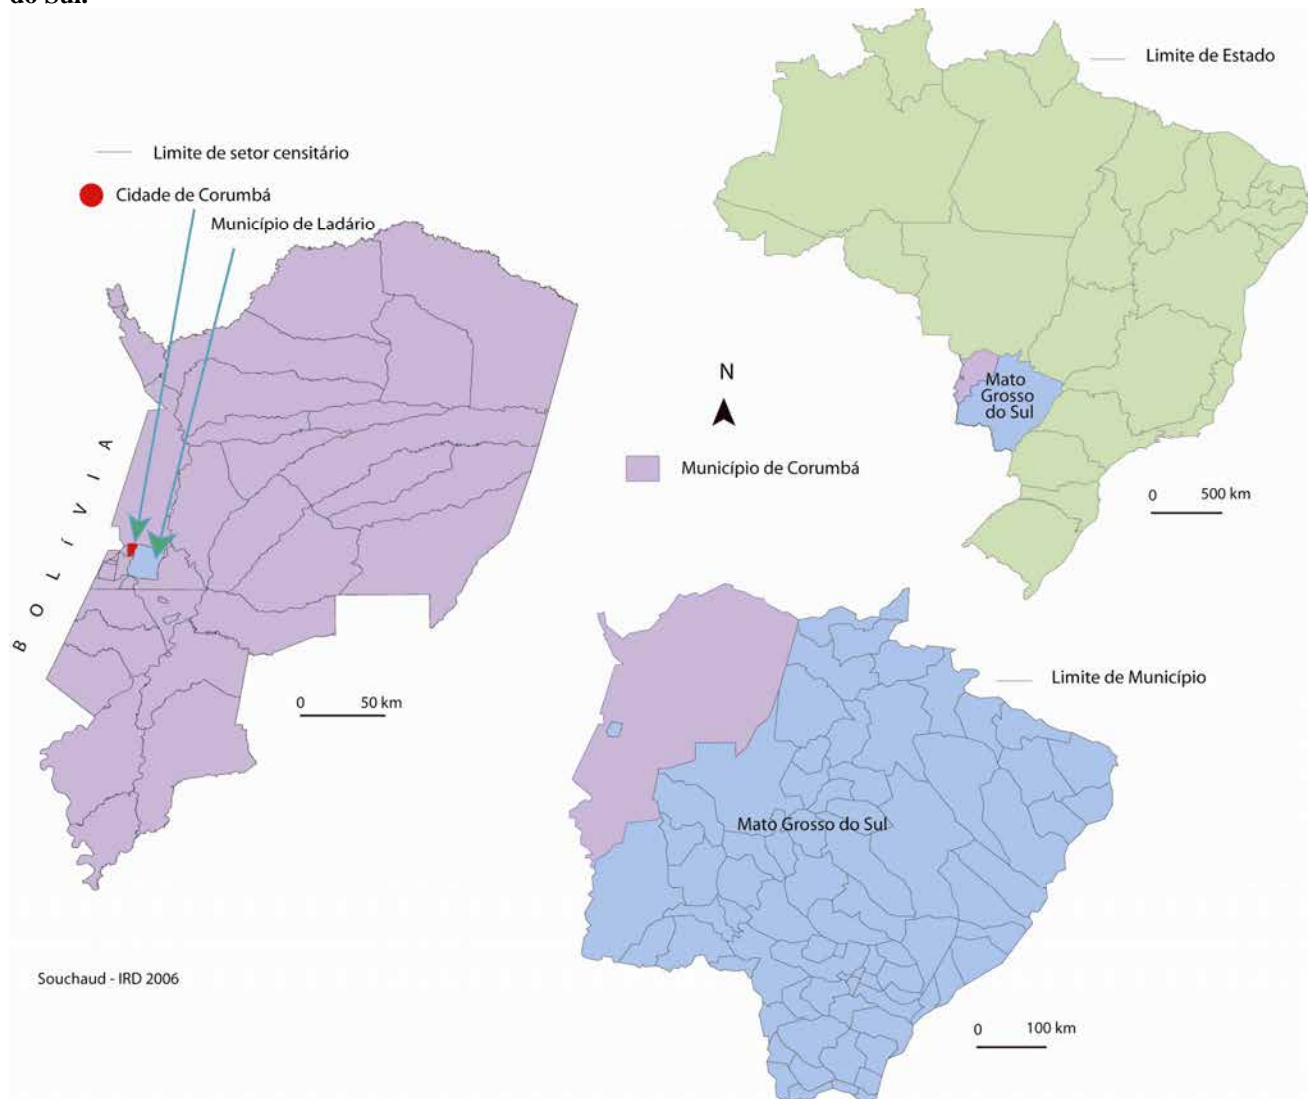 do Sul.
Limite de Estado
Limite de setor censitário
Cidade de Corumbá
Município de Ladário
Mato
Grosso
do Sul
N
Município de Corumbá
0 500 km
BOLÍVIA
Limite de Município
0 50 km
Mato Grosso do Sul
Souchaud - IRD 2006
0 100 km